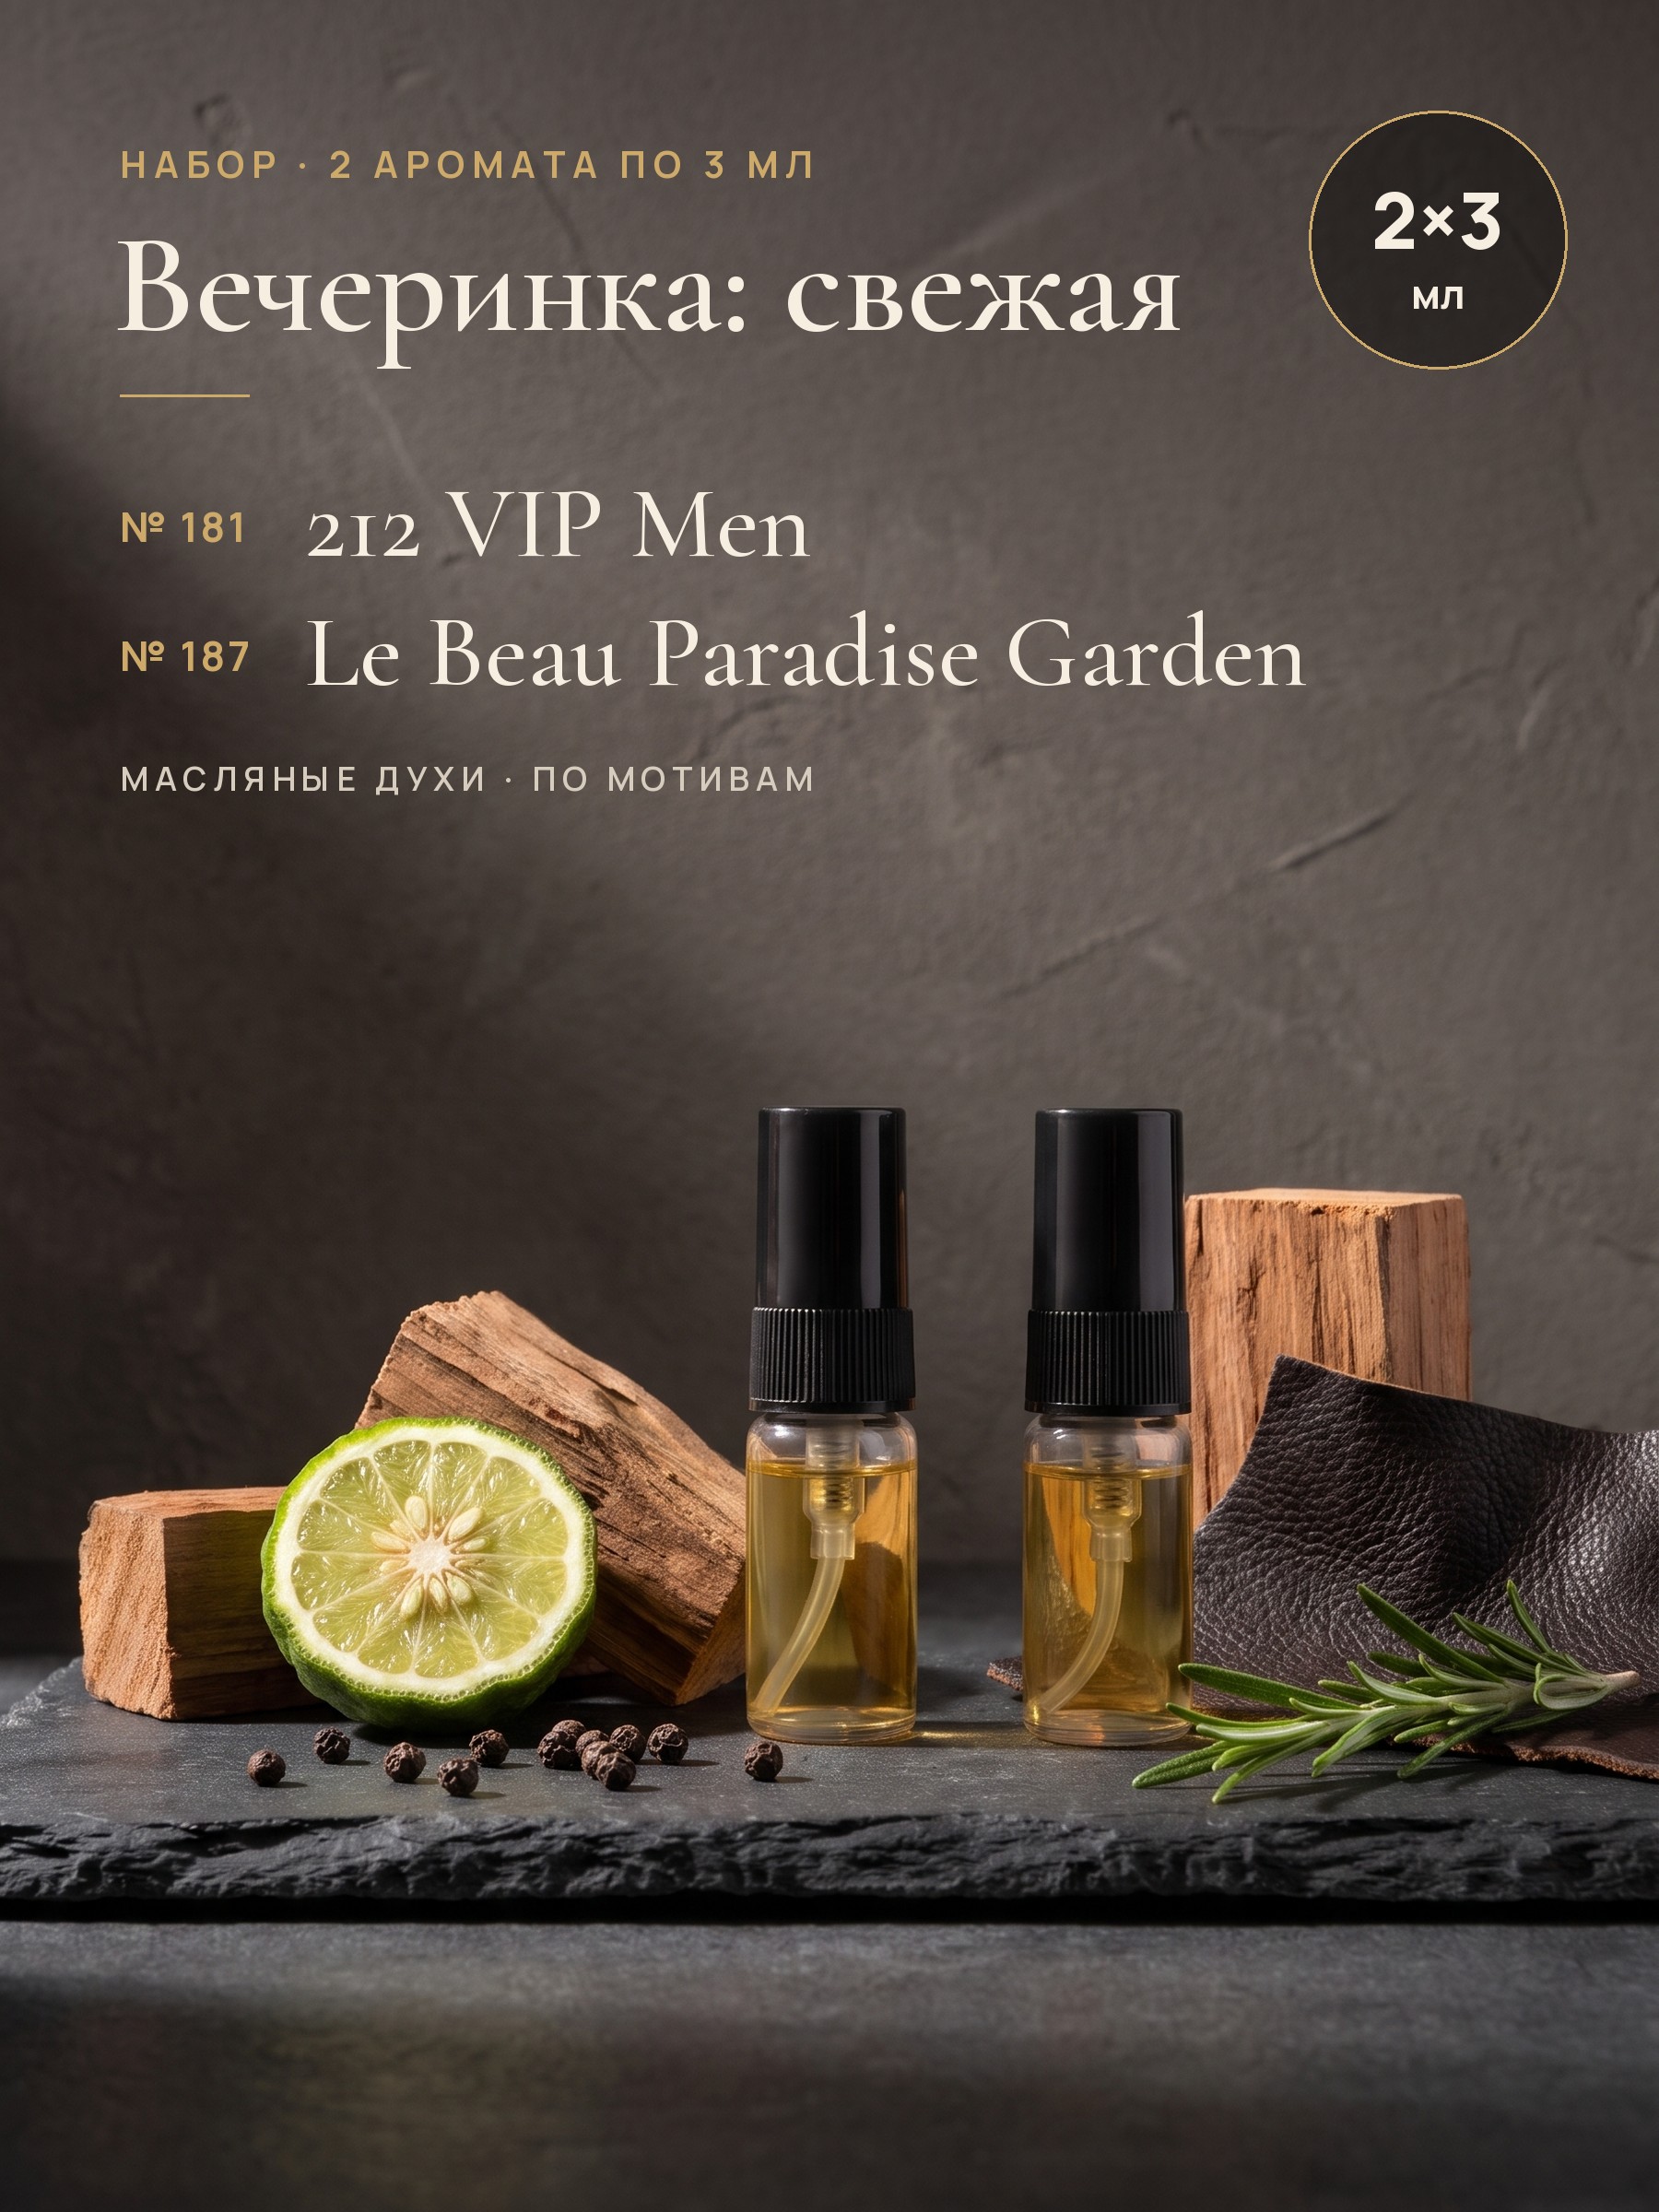 НАБОР · 2 АРОМАТА ПО 3 МЛ
Вечеринка: свежая
2×3
мл
№ 181 212 VIP Men
№ 187 Le Beau Paradise Garden
МАСЛЯНЫЕ ДУХИ · ПО МОТИВАМ